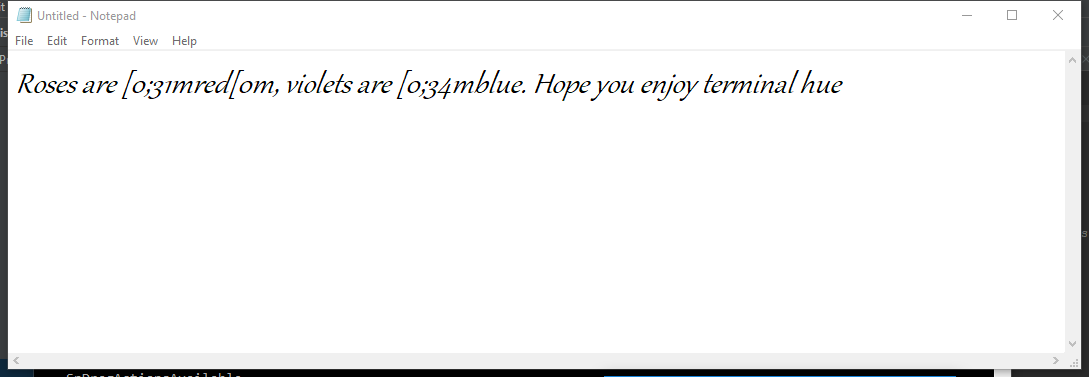 Untitled - Notepad
File Edit Format View Help
Roses are [0;31mred[0m, violets are [0;34mblue. Hope you enjoy terminal hue